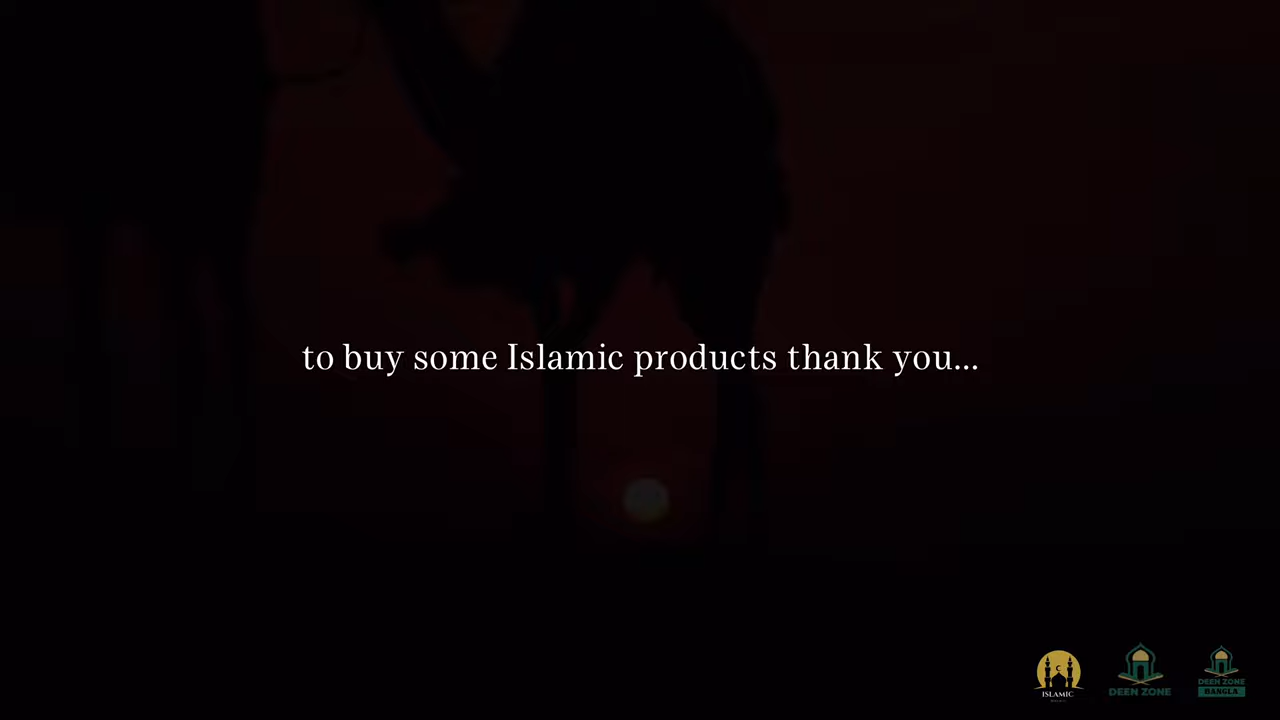 to buy some Islamic products thank you...
ISLAMIC
DEEN ZONE
DEEN ZONE
BANGLA